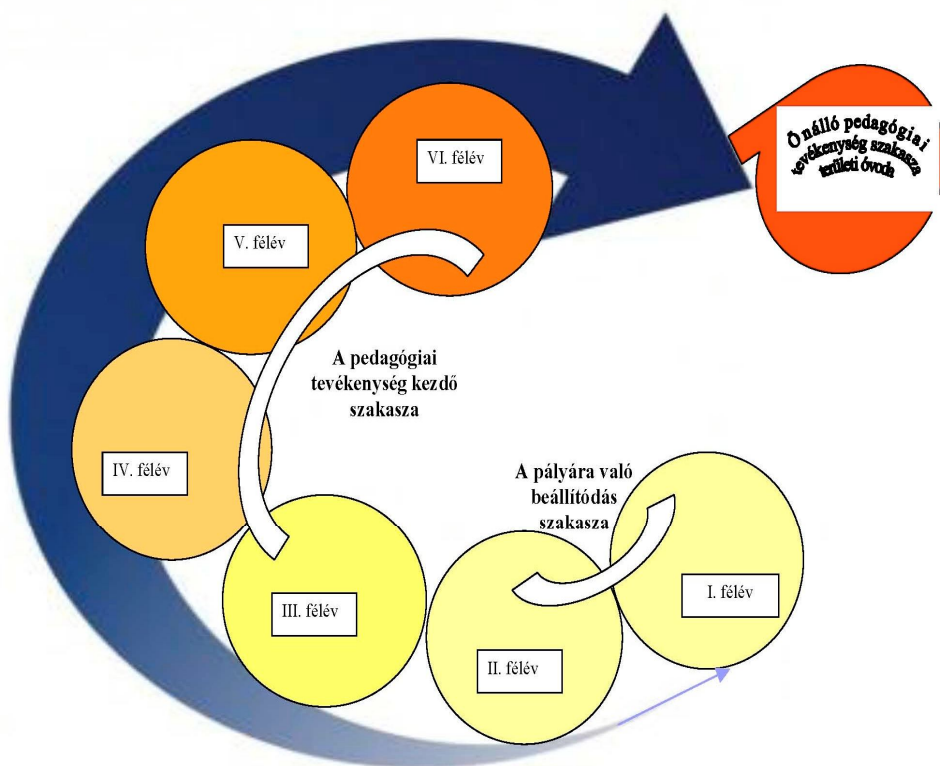 Önálló pedagógiai
tevékenység szakasza
területi óvoda
VI. félév
V. félév
A pedagógiai
tevékenység kezdő
szakasza
IV. félév
A pályára való
beállítódás
szakasza
III. félév
II. félév
I. félév